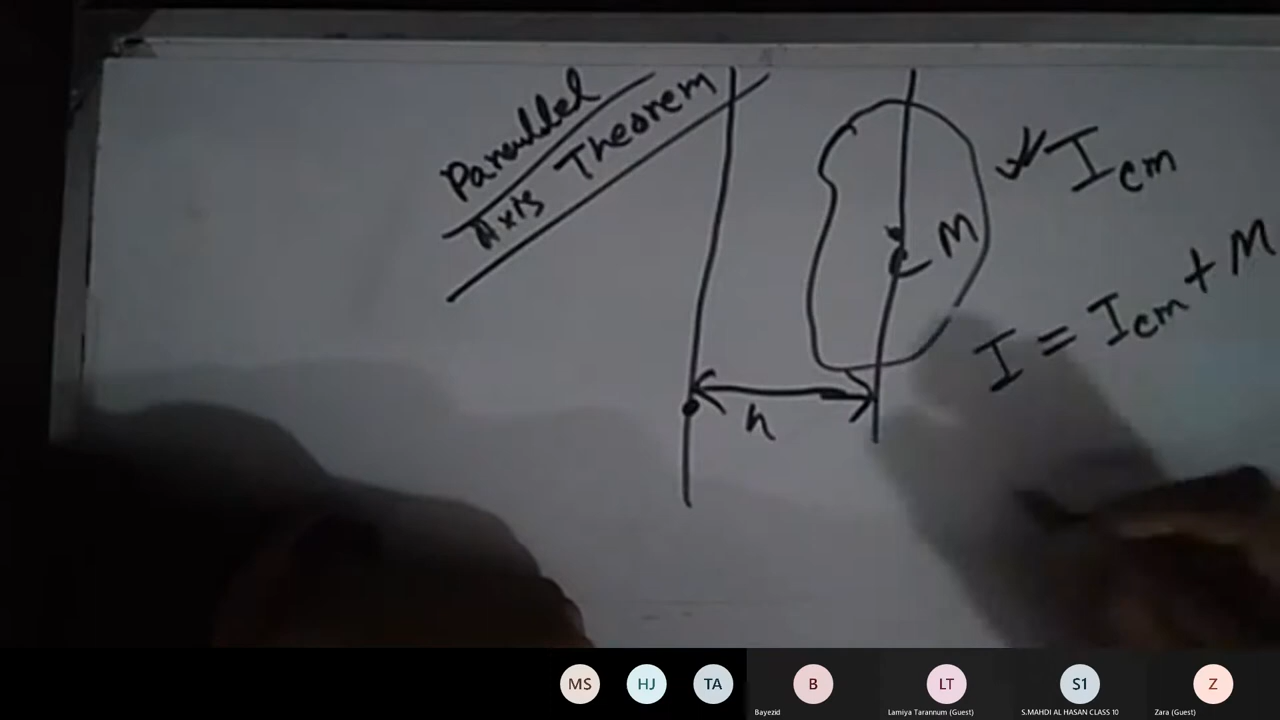 Parallel
Axis Theorem
Icm
M
c
I = Icm + M
h
MS
HJ
TA
B
LT
S1
Z
Bayezid
Lamiya Tarannum (Guest)
S.MAHDI AL HASAN CLASS 10
Zara (Guest)